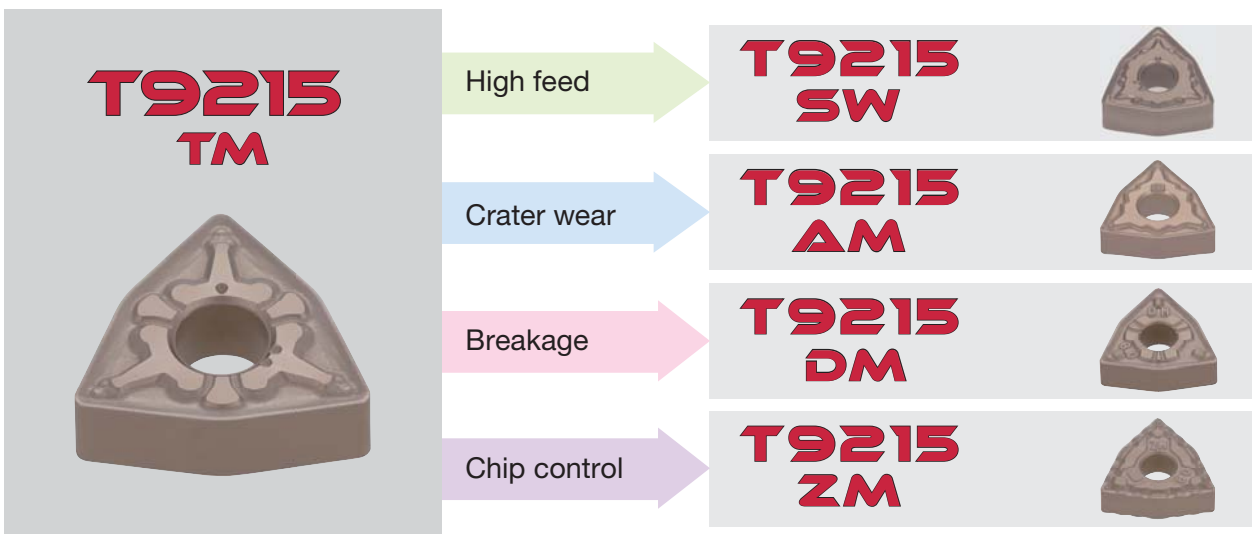 T9215
TM
High feed
T9215
SW
Crater wear
T9215
AM
Breakage
T9215
DM
Chip control
T9215
ZM